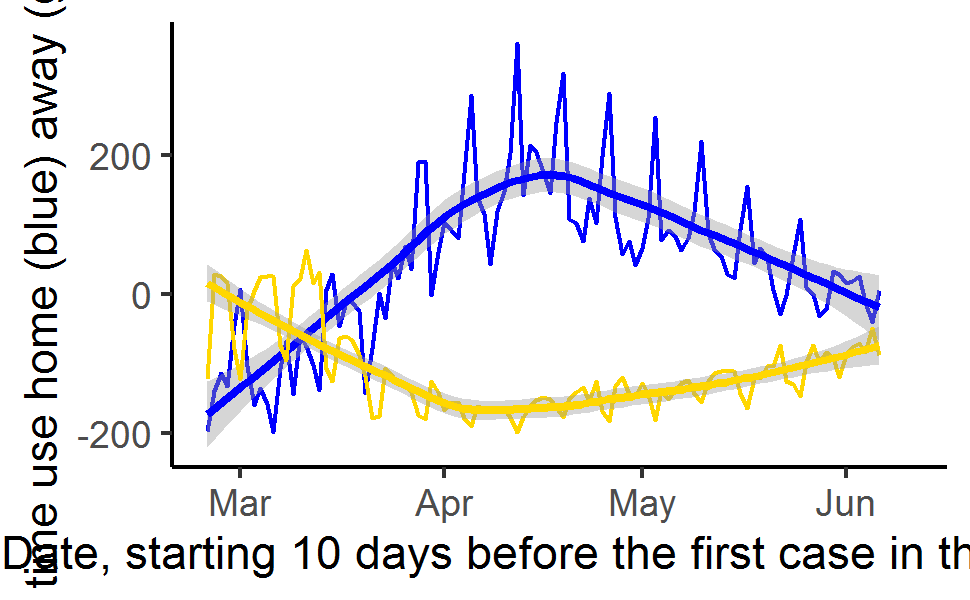 time use home (blue) away (
200
0
-200
Mar Apr May Jun
Date, starting 10 days before the first case in th